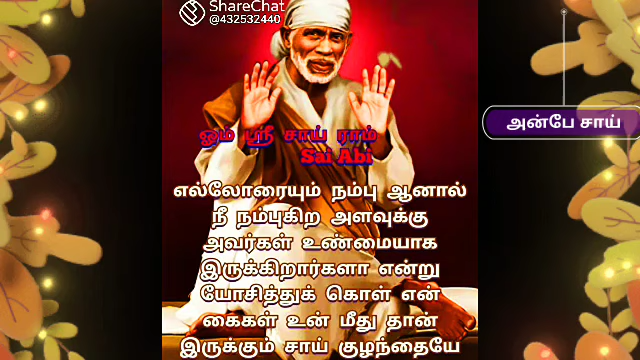 ShareChat
@432532440
அன்பே சாய்
ஓம் ஸ்ரீ சாய் ராம்
Sai Abi
எல்லோரையும் நம்பு ஆனால்
நீ நம்புகிற அளவுக்கு
அவர்கள் உண்மையாக
இருக்கிறார்களா என்று
யோசித்துக் கொள் என்
கைகள் உன் மீது தான்
இருக்கும் சாய் குழந்தையே